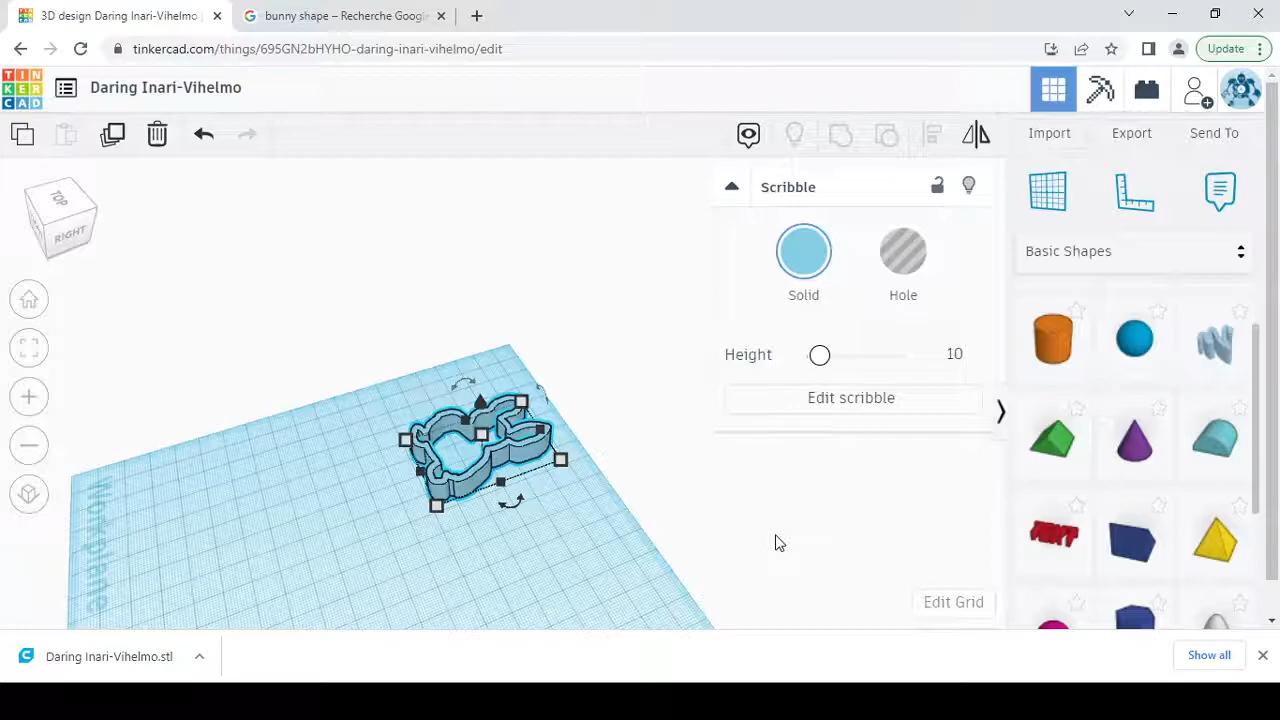 3D design Daring Inari-Vihelmo
bunny shape – Recherche Google
tinkercad.com/things/695GN2bHYHO-daring-inari-vihelmo/edit
Update
TIN
KER
CAD
Daring Inari-Vihelmo
Import
Export
Send To
TOP
RIGHT
Scribble
Solid
Hole
Height
10
Edit scribble
Basic Shapes
TEXT
Workplane
Edit Grid
Daring Inari-Vihelmo.stl
Show all